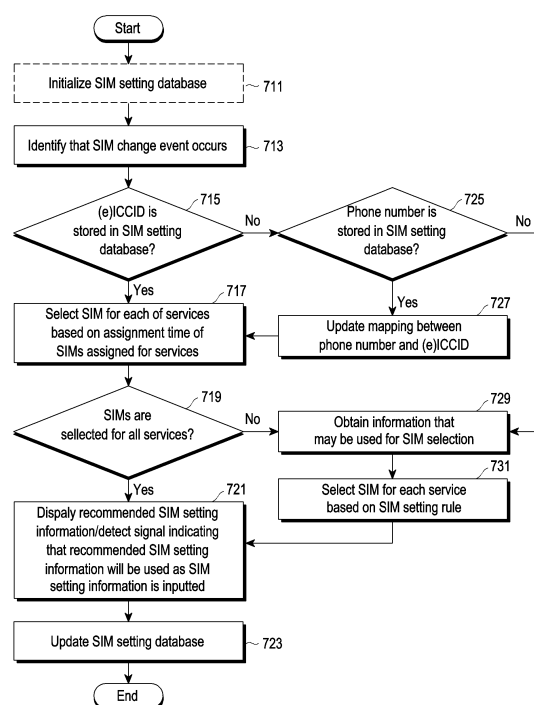 Start
Initialize SIM setting database
711
Identify that SIM change event occurs
713
(e)ICCID is
stored in SIM setting
database?
715
No
Phone number is
stored in SIM setting
database?
725
No
Yes
717
Select SIM for each of services
based on assignment time of
SIMs assigned for services
Yes
727
Update mapping between
phone number and (e)ICCID
SIMs are
sellected for all services?
719
No
729
Obtain information that
may be used for SIM selection
731
Select SIM for each service
based on SIM setting rule
Yes
721
Dispaly recommended SIM setting
information/detect signal indicating
that recommended SIM setting
information will be used as SIM
setting information is inputted
Update SIM setting database
723
End